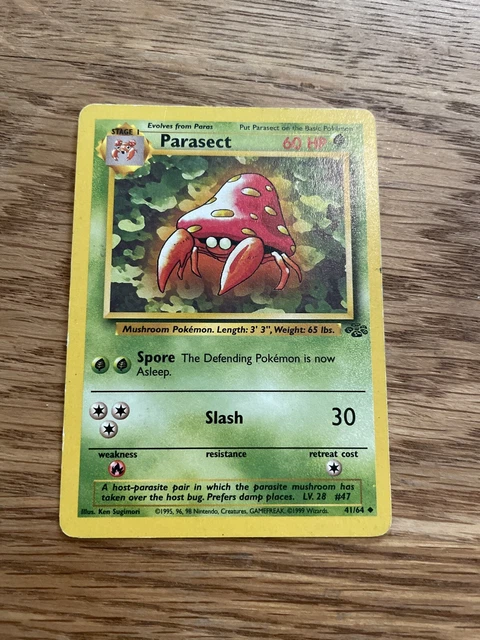 STAGE 1
Evolves from Paras
Put Parasect on the Basic Pokémon
Parasect
60 HP
Mushroom Pokémon. Length: 3' 3", Weight: 65 lbs.
Spore The Defending Pokémon is now
Asleep.
Slash 30
weakness resistance retreat cost
A host-parasite pair in which the parasite mushroom has
taken over the host bug. Prefers damp places. LV. 28 #47
Illus. Ken Sugimori ©1995, 96, 98 Nintendo, Creatures, GAMEFREAK. ©1999 Wizards. 41/64